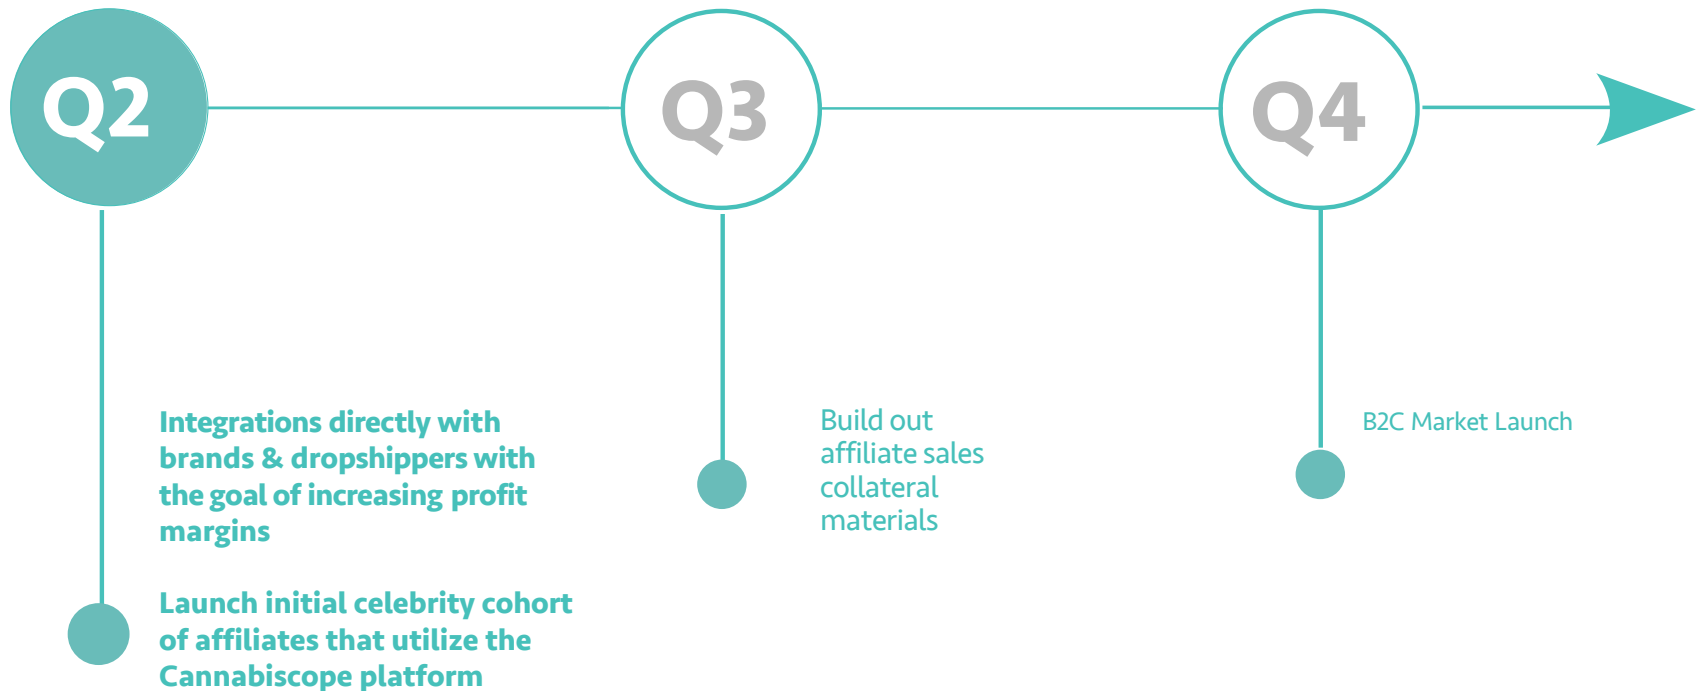 Q2
Q3
Q4
Integrations directly with
brands & dropshippers with
the goal of increasing profit
margins
Launch initial celebrity cohort
of affiliates that utilize the
Cannabiscope platform
Build out
affiliate sales
collateral
materials
B2C Market Launch